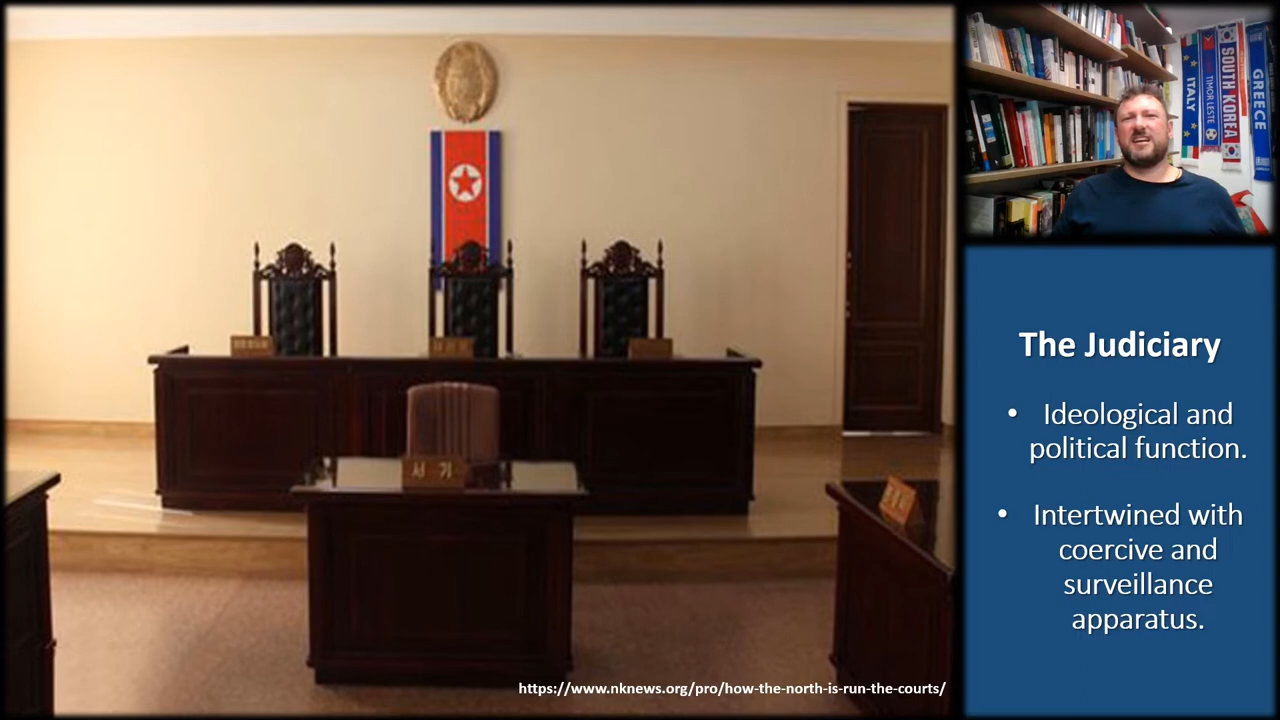 ITALY
TIMOR-LESTE
SOUTH KOREA
GREECE
The Judiciary
• Ideological and
political function.
• Intertwined with
coercive and
surveillance
apparatus.
서 기
https://www.nknews.org/pro/how-the-north-is-run-the-courts/